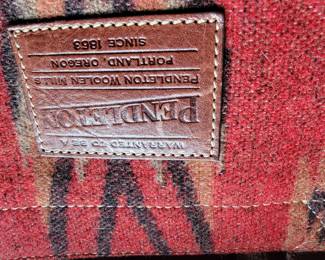 WARRANTED TO BE A
PENDLETON
PENDLETON WOOLEN MILLS
PORTLAND, OREGON
SINCE 1863